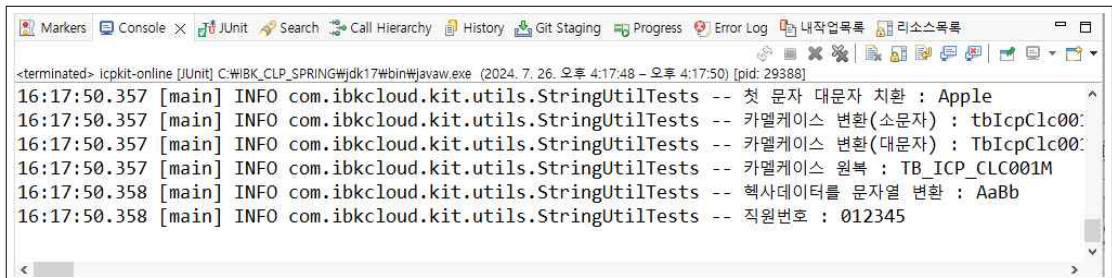 Markers Console JUnit Search Call Hierarchy History Git Staging Progress Error Log 내작업목록 리소스목록
<terminated> icpkit-online [JUnit] C:₩IBK_CLP_SPRING₩jdk17₩bin₩javaw.exe (2024. 7. 26. 오후 4:17:48 – 오후 4:17:50) [pid: 29388]
16:17:50.357 [main] INFO com.ibkcloud.kit.utils.StringUtilTests -- 첫 문자 대문자 치환 : Apple
16:17:50.357 [main] INFO com.ibkcloud.kit.utils.StringUtilTests -- 카멜케이스 변환(소문자) : tbIcpClc001
16:17:50.357 [main] INFO com.ibkcloud.kit.utils.StringUtilTests -- 카멜케이스 변환(대문자) : TbIcpClc001
16:17:50.357 [main] INFO com.ibkcloud.kit.utils.StringUtilTests -- 카멜케이스 원복 : TB_ICP_CLC001M
16:17:50.358 [main] INFO com.ibkcloud.kit.utils.StringUtilTests -- 헥사데이터를 문자열 변환 : AaBb
16:17:50.358 [main] INFO com.ibkcloud.kit.utils.StringUtilTests -- 직원번호 : 012345